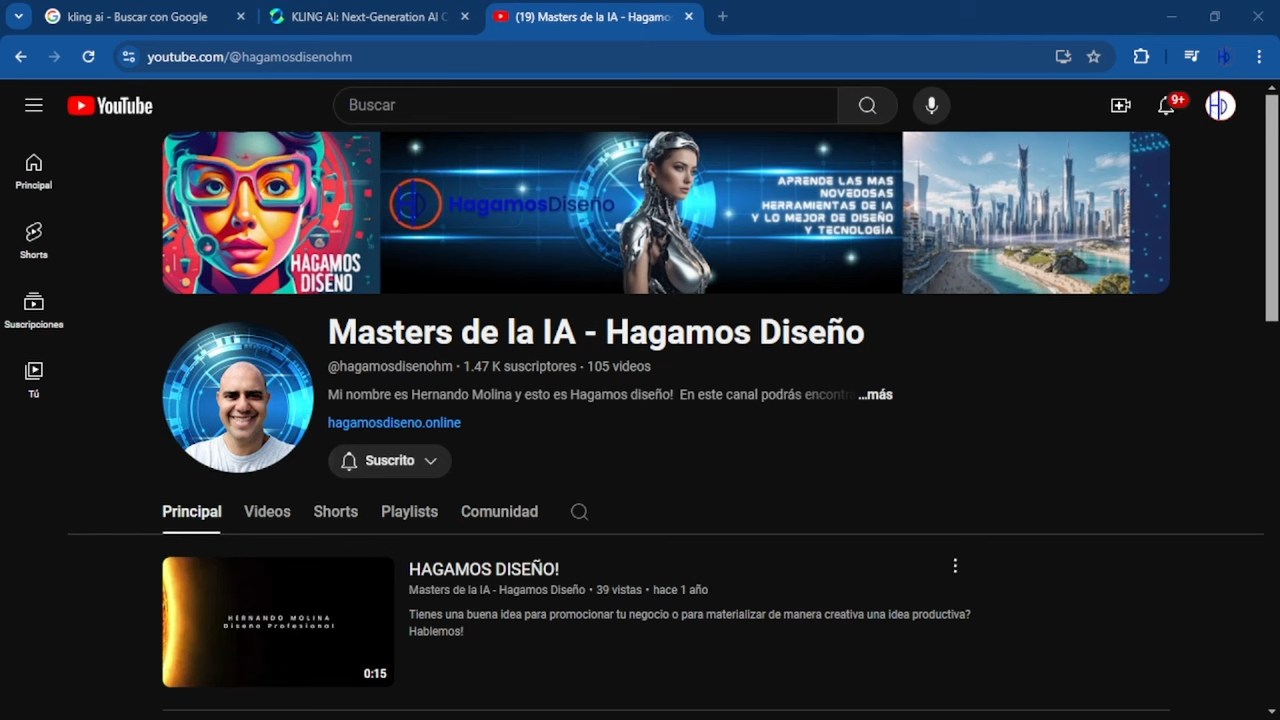 kling ai - Buscar con Google
KLING AI: Next-Generation AI C
(19) Masters de la IA - Hagamos
youtube.com/@hagamosdisenohm
YouTube
Buscar
9+
HD
Principal
Shorts
Suscripciones
Tú
HAGAMOS
DISEÑO
HagamosDiseño
APRENDE LAS MAS
NOVEDOSAS
HERRAMIENTAS DE IA
Y LO MEJOR DE DISEÑO
Y TECNOLOGÍA
Masters de la IA - Hagamos Diseño
@hagamosdisenohm · 1.47 K suscriptores · 105 videos
Mi nombre es Hernando Molina y esto es Hagamos diseño! En este canal podrás encontra ...más
hagamosdiseno.online
Suscrito
Principal Videos Shorts Playlists Comunidad
HERNANDO MOLINA
Diseño Profesional
0:15
HAGAMOS DISEÑO!
Masters de la IA - Hagamos Diseño • 39 vistas • hace 1 año
Tienes una buena idea para promocionar tu negocio o para materializar de manera creativa una idea productiva?
Hablemos!